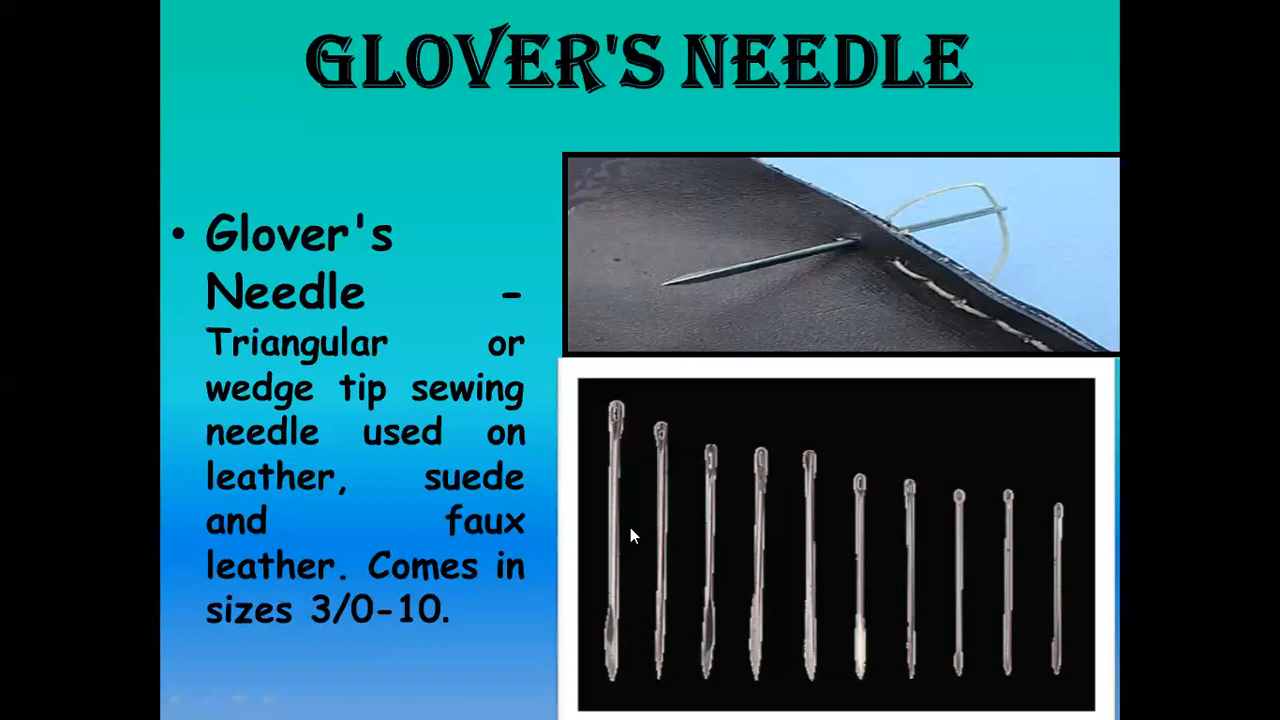 GLOVER'S NEEDLE
• Glover's
Needle –
Triangular or
wedge tip sewing
needle used on
leather, suede
and faux
leather. Comes in
sizes 3/0-10.